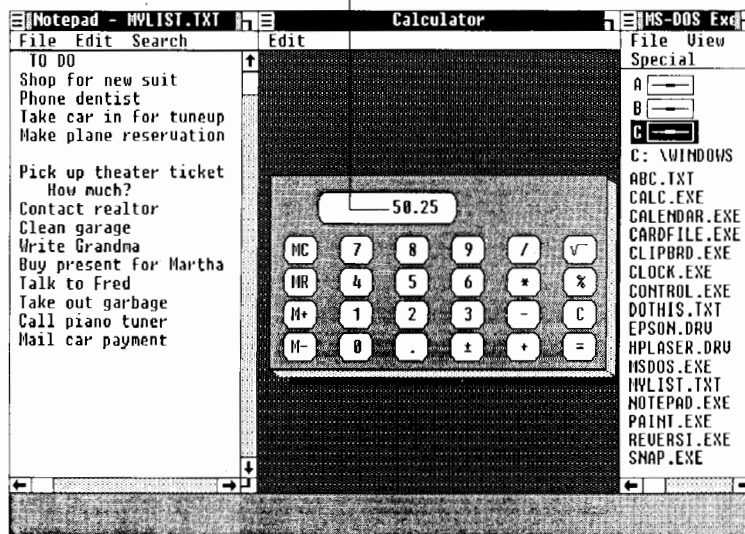 Notepad - MYLIST.TXT
File Edit Search
TO DO
Shop for new suit
Phone dentist
Take car in for tuneup
Make plane reservation
Pick up theater ticket
How much?
Contact realtor
Clean garage
Write Grandma
Buy present for Martha
Talk to Fred
Take out garbage
Call piano tuner
Mail car payment
Calculator
Edit
50.25
MC 7 8 9 / √
MR 4 5 6 * %
M+ 1 2 3 - C
M- 0 . ± + =
MS-DOS Exe
File View
Special
A
B
C
C: \WINDOWS
ABC.TXT
CALC.EXE
CALENDAR.EXE
CARDFILE.EXE
CLIPBRD.EXE
CLOCK.EXE
CONTROL.EXE
DOTHIS.TXT
EPSON.DRV
HPLASER.DRV
MSDOS.EXE
MYLIST.TXT
NOTEPAD.EXE
PAINT.EXE
REVERSI.EXE
SNAP.EXE